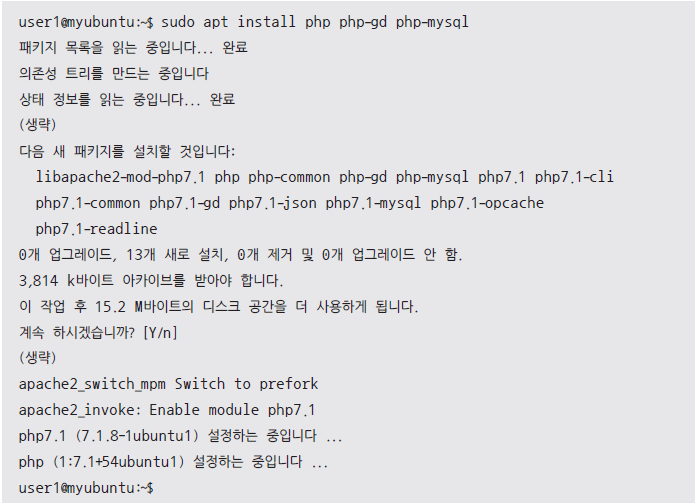 user1@myubuntu:~$ sudo apt install php php-gd php-mysql
패키지 목록을 읽는 중입니다... 완료
의존성 트리를 만드는 중입니다
상태 정보를 읽는 중입니다... 완료
(생략)
다음 새 패키지를 설치할 것입니다:
libapache2-mod-php7.1 php php-common php-gd php-mysql php7.1 php7.1-cli
php7.1-common php7.1-gd php7.1-json php7.1-mysql php7.1-opcache
php7.1-readline
0개 업그레이드, 13개 새로 설치, 0개 제거 및 0개 업그레이드 안 함.
3,814 k바이트 아카이브를 받아야 합니다.
이 작업 후 15.2 M바이트의 디스크 공간을 더 사용하게 됩니다.
계속 하시겠습니까? [Y/n]
(생략)
apache2_switch_mpm Switch to prefork
apache2_invoke: Enable module php7.1
php7.1 (7.1.8-1ubuntu1) 설정하는 중입니다 ...
php (1:7.1+54ubuntu1) 설정하는 중입니다 ...
user1@myubuntu:~$